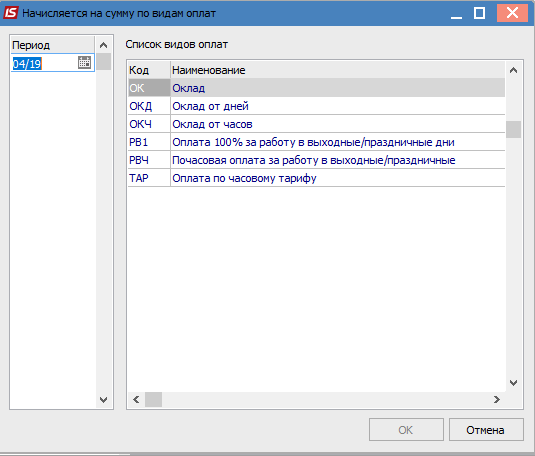 IS Начисляется на сумму по видам оплат
Период
04/19
Список видов оплат
Код Наименование
ОК Оклад
ОКД Оклад от дней
ОКЧ Оклад от часов
РВ1 Оплата 100% за работу в выходные/праздничные дни
РВЧ Почасовая оплата за работу в выходные/праздничные
ТАР Оплата по часовому тарифу
OK Отмена